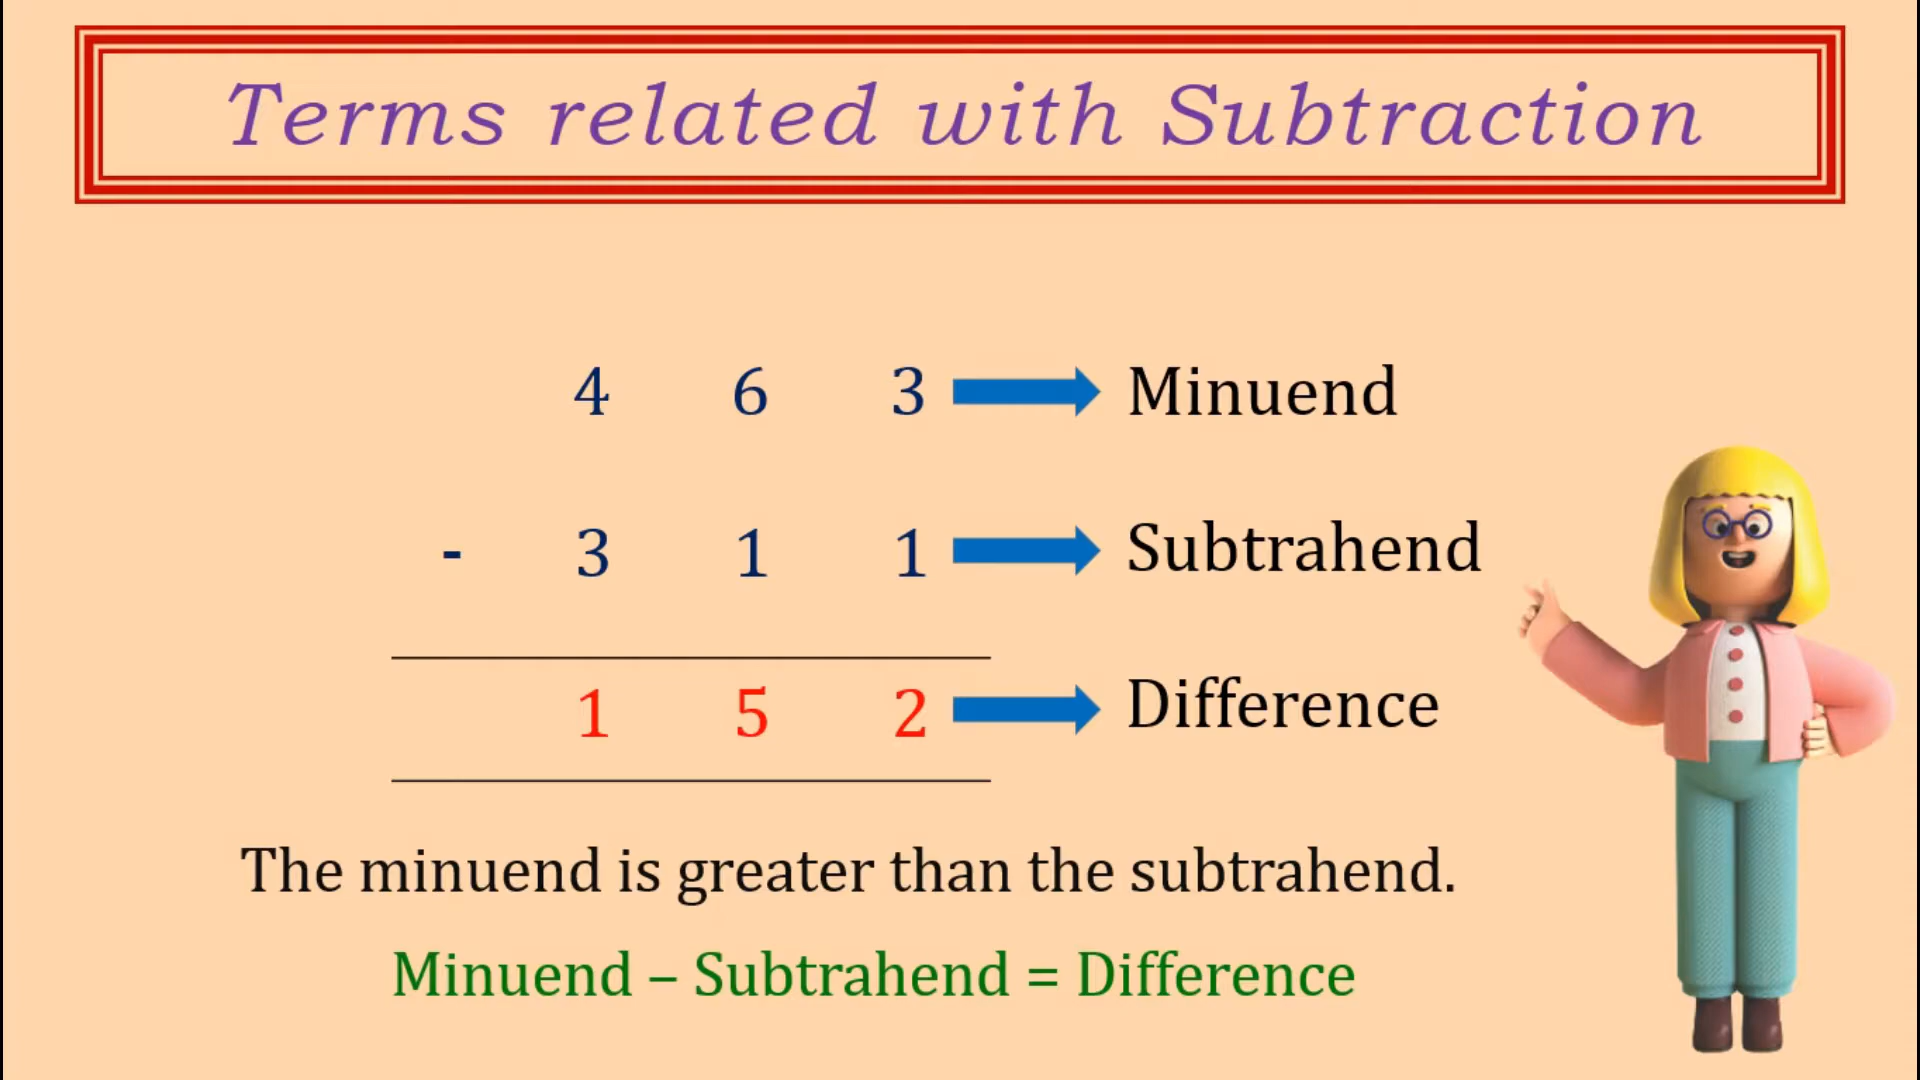 Terms related with Subtraction
4 6 3 Minuend
- 3 1 1 Subtrahend
1 5 2 Difference
The minuend is greater than the subtrahend.
Minuend – Subtrahend = Difference